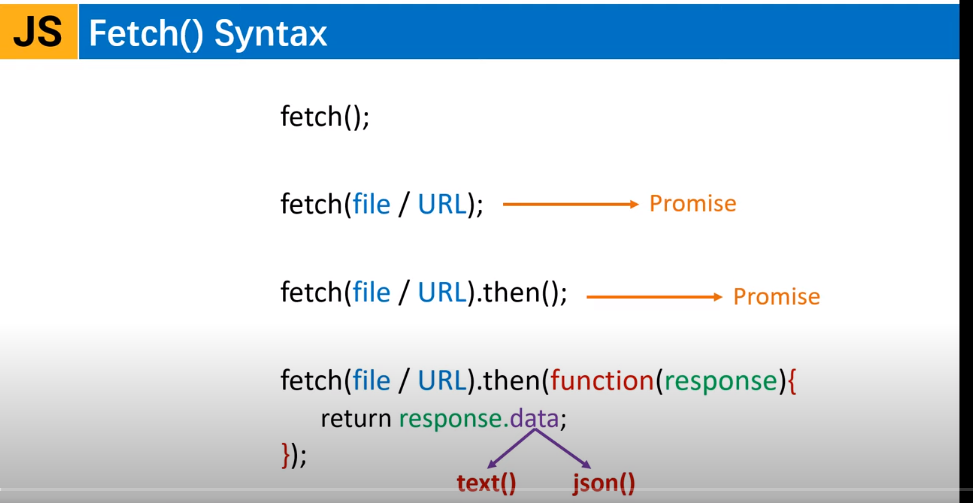 JS Fetch() Syntax
fetch();
fetch(file / URL); Promise
fetch(file / URL).then(); Promise
fetch(file / URL).then(function(response){
return response.data;
});
text() json()